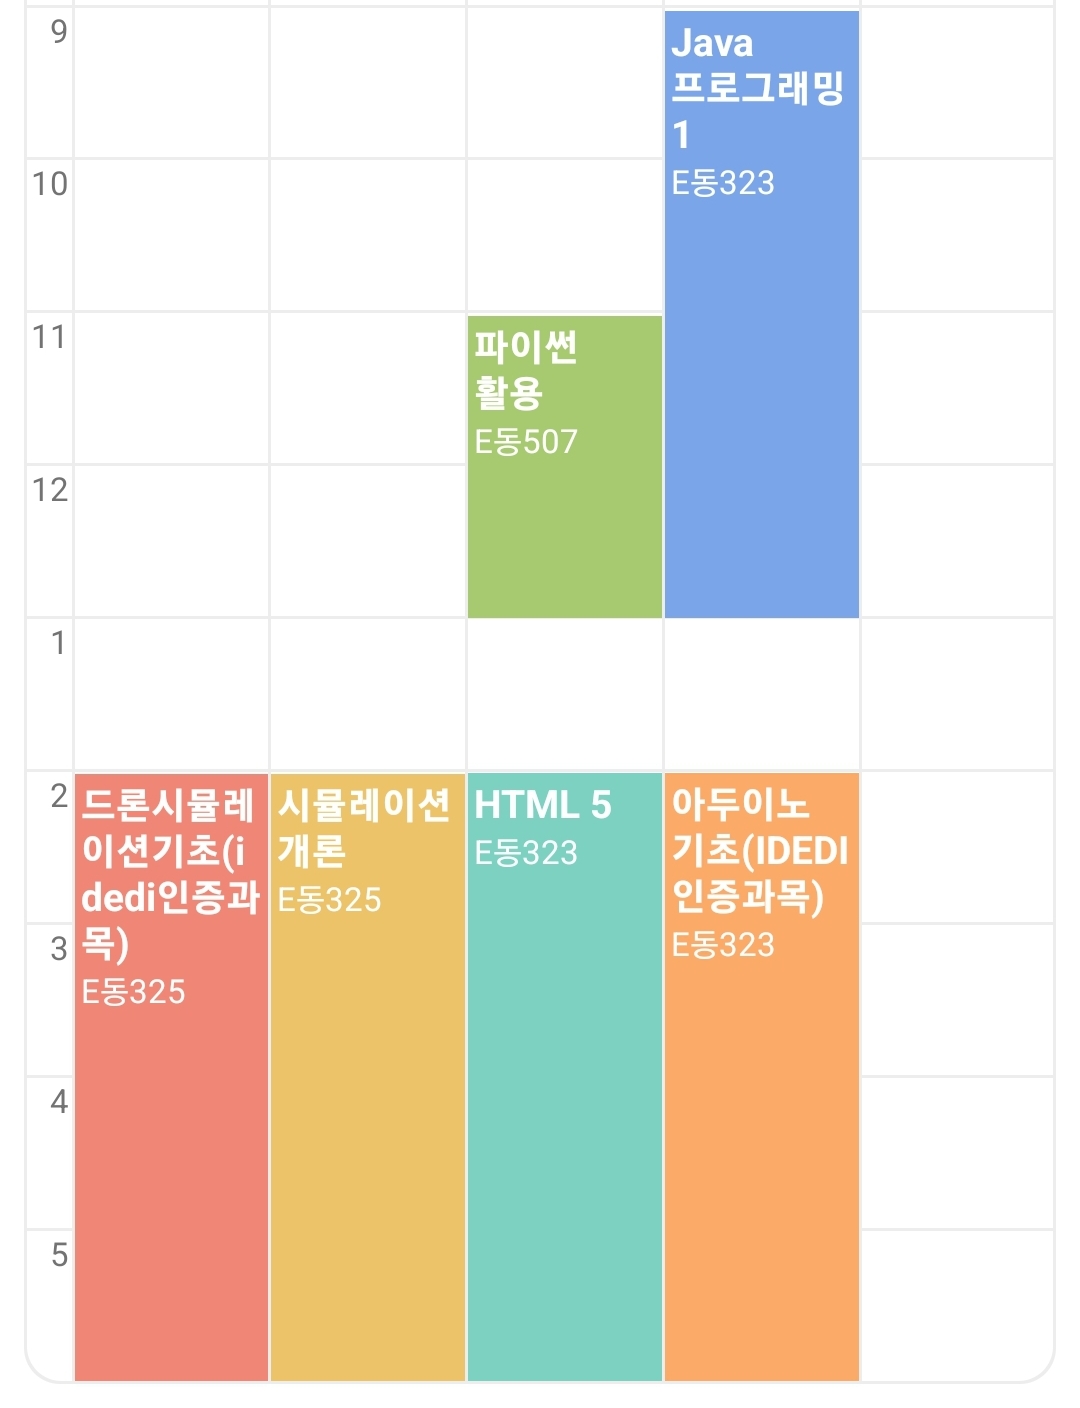 9
Java
프로그래밍
1
E동323
10
11
파이썬
활용
E동507
12
1
2
드론시뮬레
이션기초(i
dedi인증과
목)
E동325
시뮬레이션
개론
E동325
HTML 5
E동323
아두이노
기초(IDEDI
인증과목)
E동323
3
4
5